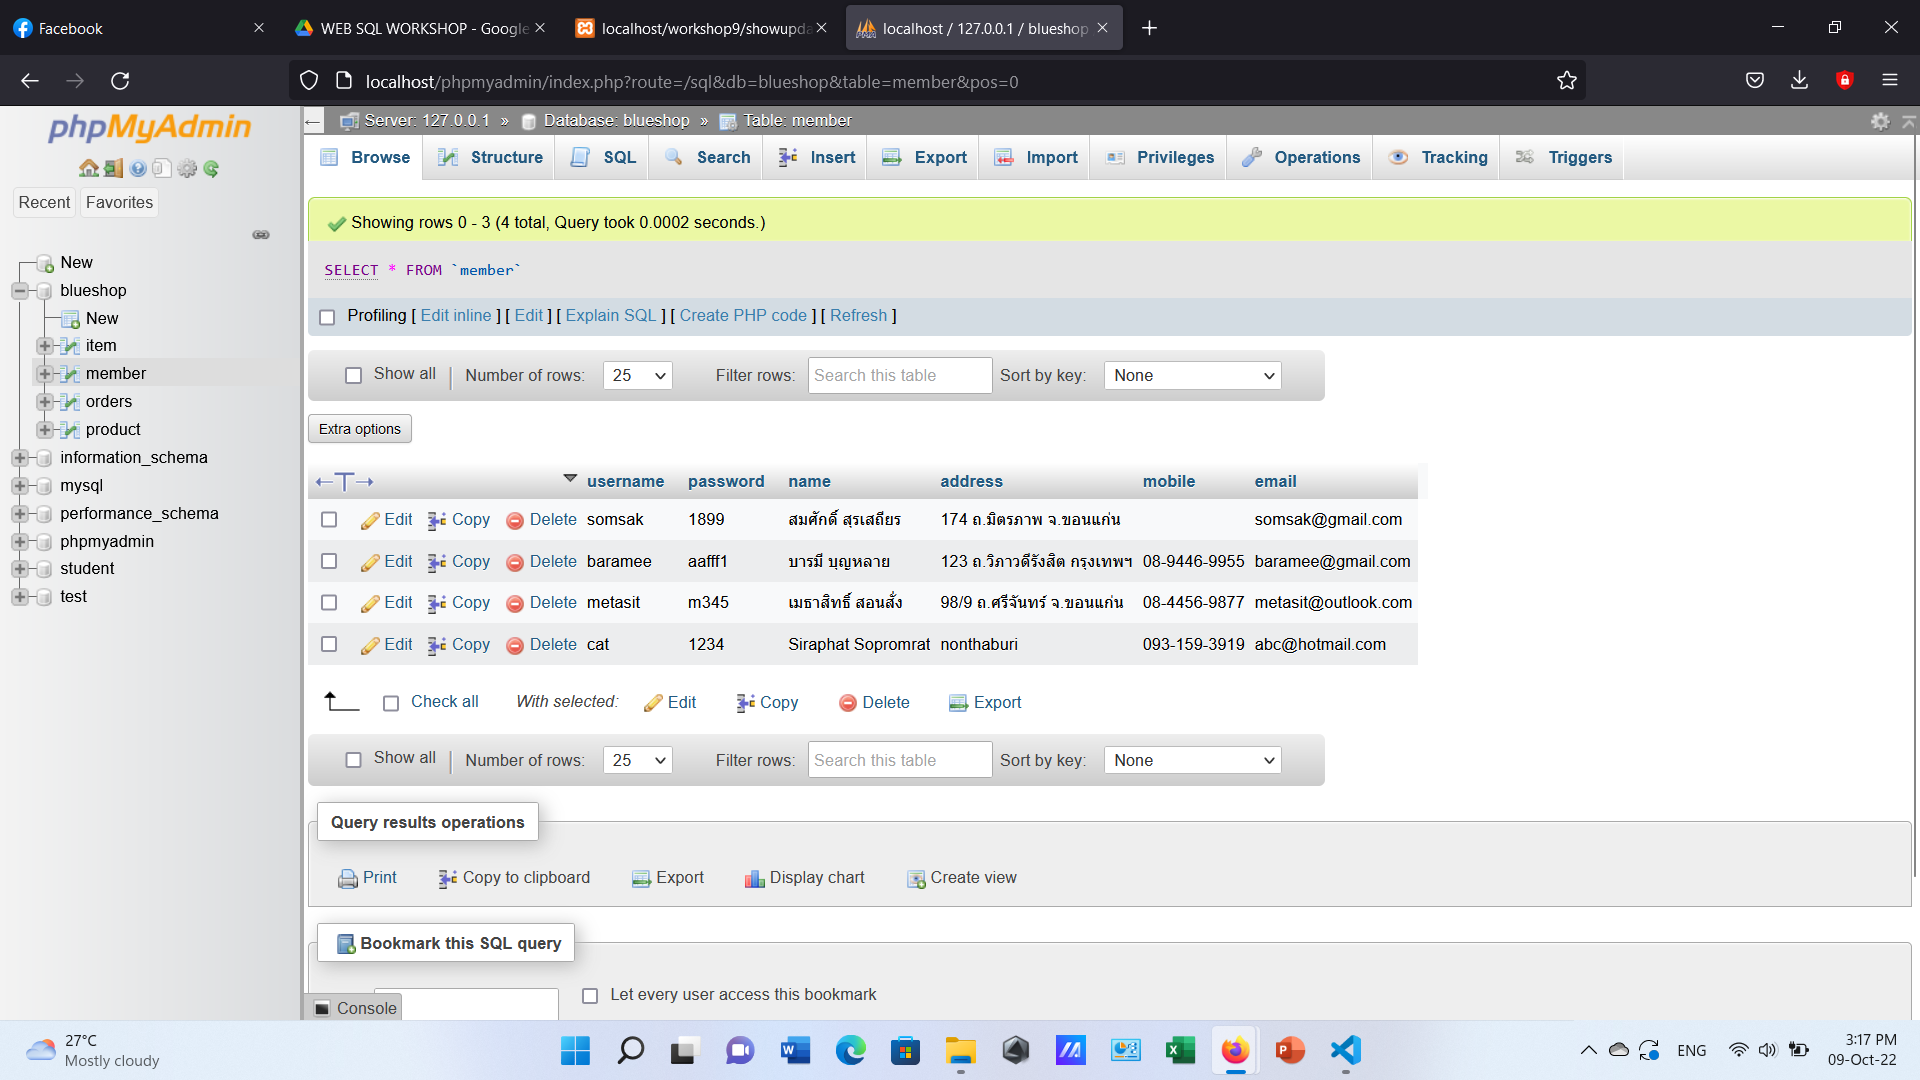 Facebook
WEB SQL WORKSHOP - Google
localhost/workshop9/showupda
localhost / 127.0.0.1 / blueshop
localhost/phpmyadmin/index.php?route=/sql&db=blueshop&table=member&pos=0
phpMyAdmin
Recent Favorites
New
blueshop
New
item
member
orders
product
information_schema
mysql
performance_schema
phpmyadmin
student
test
Server: 127.0.0.1 » Database: blueshop » Table: member
Browse Structure SQL Search Insert Export Import Privileges Operations Tracking Triggers
Showing rows 0 - 3 (4 total, Query took 0.0002 seconds.)
SELECT * FROM `member`
Profiling [ Edit inline ] [ Edit ] [ Explain SQL ] [ Create PHP code ] [ Refresh ]
Show all | Number of rows: 25 Filter rows: Search this table Sort by key: None
Extra options
username password name address mobile email
Edit Copy Delete somsak 1899 สมศักดิ์ สุรเสถียร 174 ถ.มิตรภาพ จ.ขอนแก่น somsak@gmail.com
Edit Copy Delete baramee aafff1 บารมี บุญหลาย 123 ถ.วิภาวดีรังสิต กรุงเทพฯ 08-9446-9955 baramee@gmail.com
Edit Copy Delete metasit m345 เมธาสิทธิ์ สอนสั่ง 98/9 ถ.ศรีจันทร์ จ.ขอนแก่น 08-4456-9877 metasit@outlook.com
Edit Copy Delete cat 1234 Siraphat Sopromrat nonthaburi 093-159-3919 abc@hotmail.com
Check all With selected: Edit Copy Delete Export
Show all | Number of rows: 25 Filter rows: Search this table Sort by key: None
Query results operations
Print Copy to clipboard Export Display chart Create view
Bookmark this SQL query
Let every user access this bookmark
Console
27°C
Mostly cloudy
ENG
3:17 PM
09-Oct-22